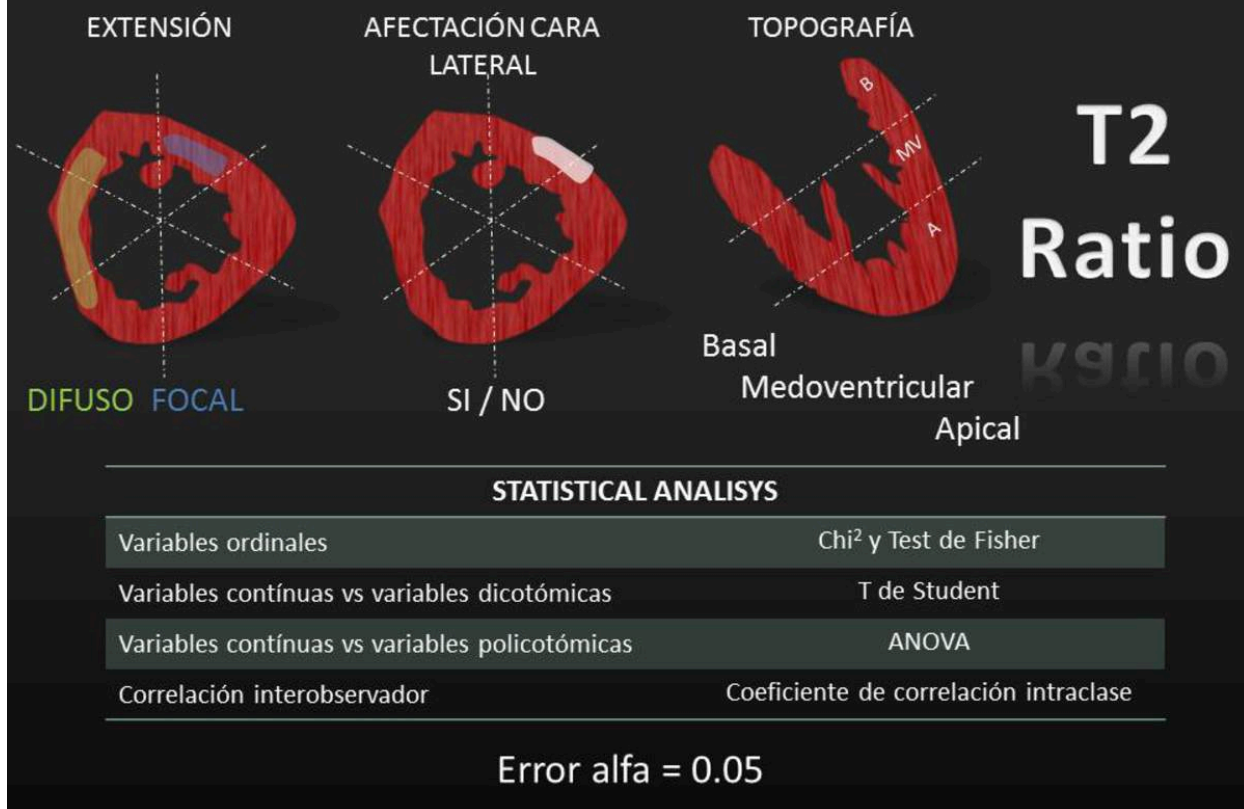 EXTENSIÓN
AFECTACIÓN CARA
LATERAL
TOPOGRAFÍA
B
MV
A
T2
Ratio
DIFUSO FOCAL
SI / NO
Basal
Medoventricular
Apical
STATISTICAL ANALISYS
Variables ordinales Chi² y Test de Fisher
Variables contínuas vs variables dicotómicas T de Student
Variables contínuas vs variables policotómicas ANOVA
Correlación interobservador Coeficiente de correlación intraclase
Error alfa = 0.05